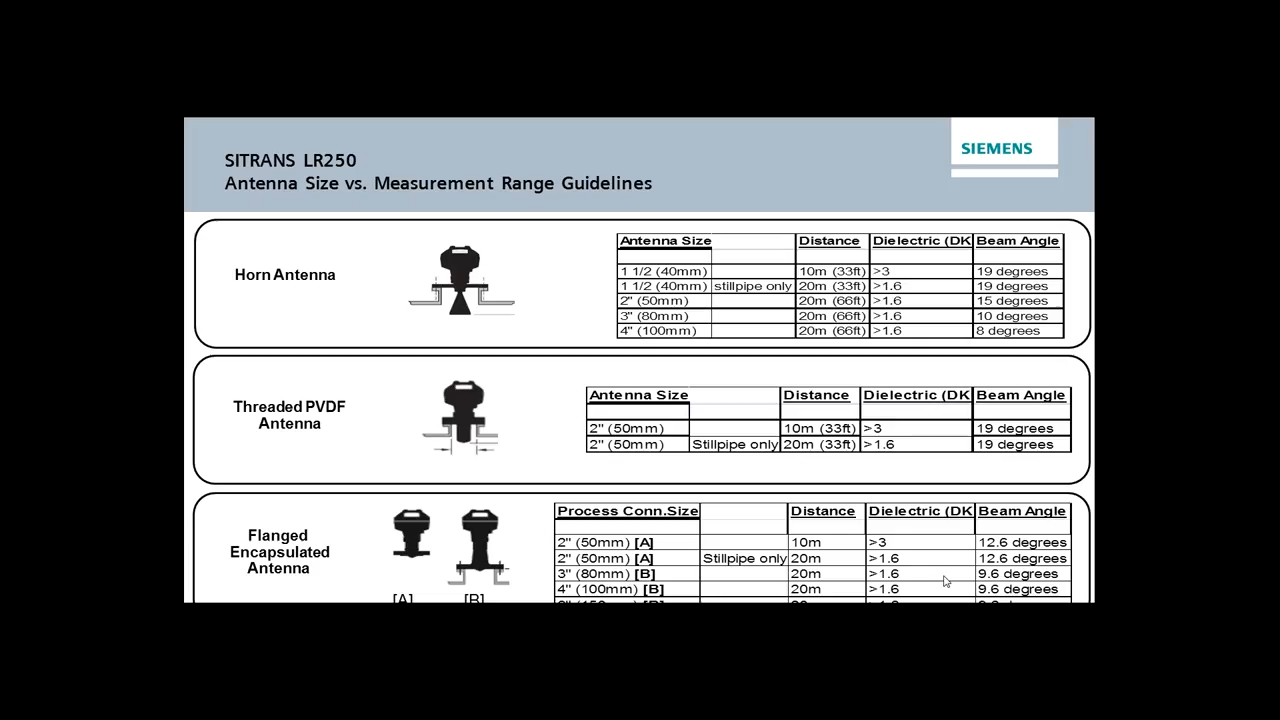 SITRANS LR250
Antenna Size vs. Measurement Range Guidelines
SIEMENS
Horn Antenna
Antenna Size Distance Dielectric (DK Beam Angle
1 1/2 (40mm) 10m (33ft) >3 19 degrees
1 1/2 (40mm) stillpipe only 20m (33ft) >1.6 19 degrees
2" (50mm) 20m (66ft) >1.6 15 degrees
3" (80mm) 20m (66ft) >1.6 10 degrees
4" (100mm) 20m (66ft) >1.6 8 degrees
Threaded PVDF
Antenna
Antenna Size Distance Dielectric (DK Beam Angle
2" (50mm) 10m (33ft) >3 19 degrees
2" (50mm) Stillpipe only 20m (33ft) >1.6 19 degrees
Flanged
Encapsulated
Antenna
[A] [B]
Process Conn.Size Distance Dielectric (DK Beam Angle
2" (50mm) [A] 10m >3 12.6 degrees
2" (50mm) [A] Stillpipe only 20m >1.6 12.6 degrees
3" (80mm) [B] 20m >1.6 9.6 degrees
4" (100mm) [B] 20m >1.6 9.6 degrees